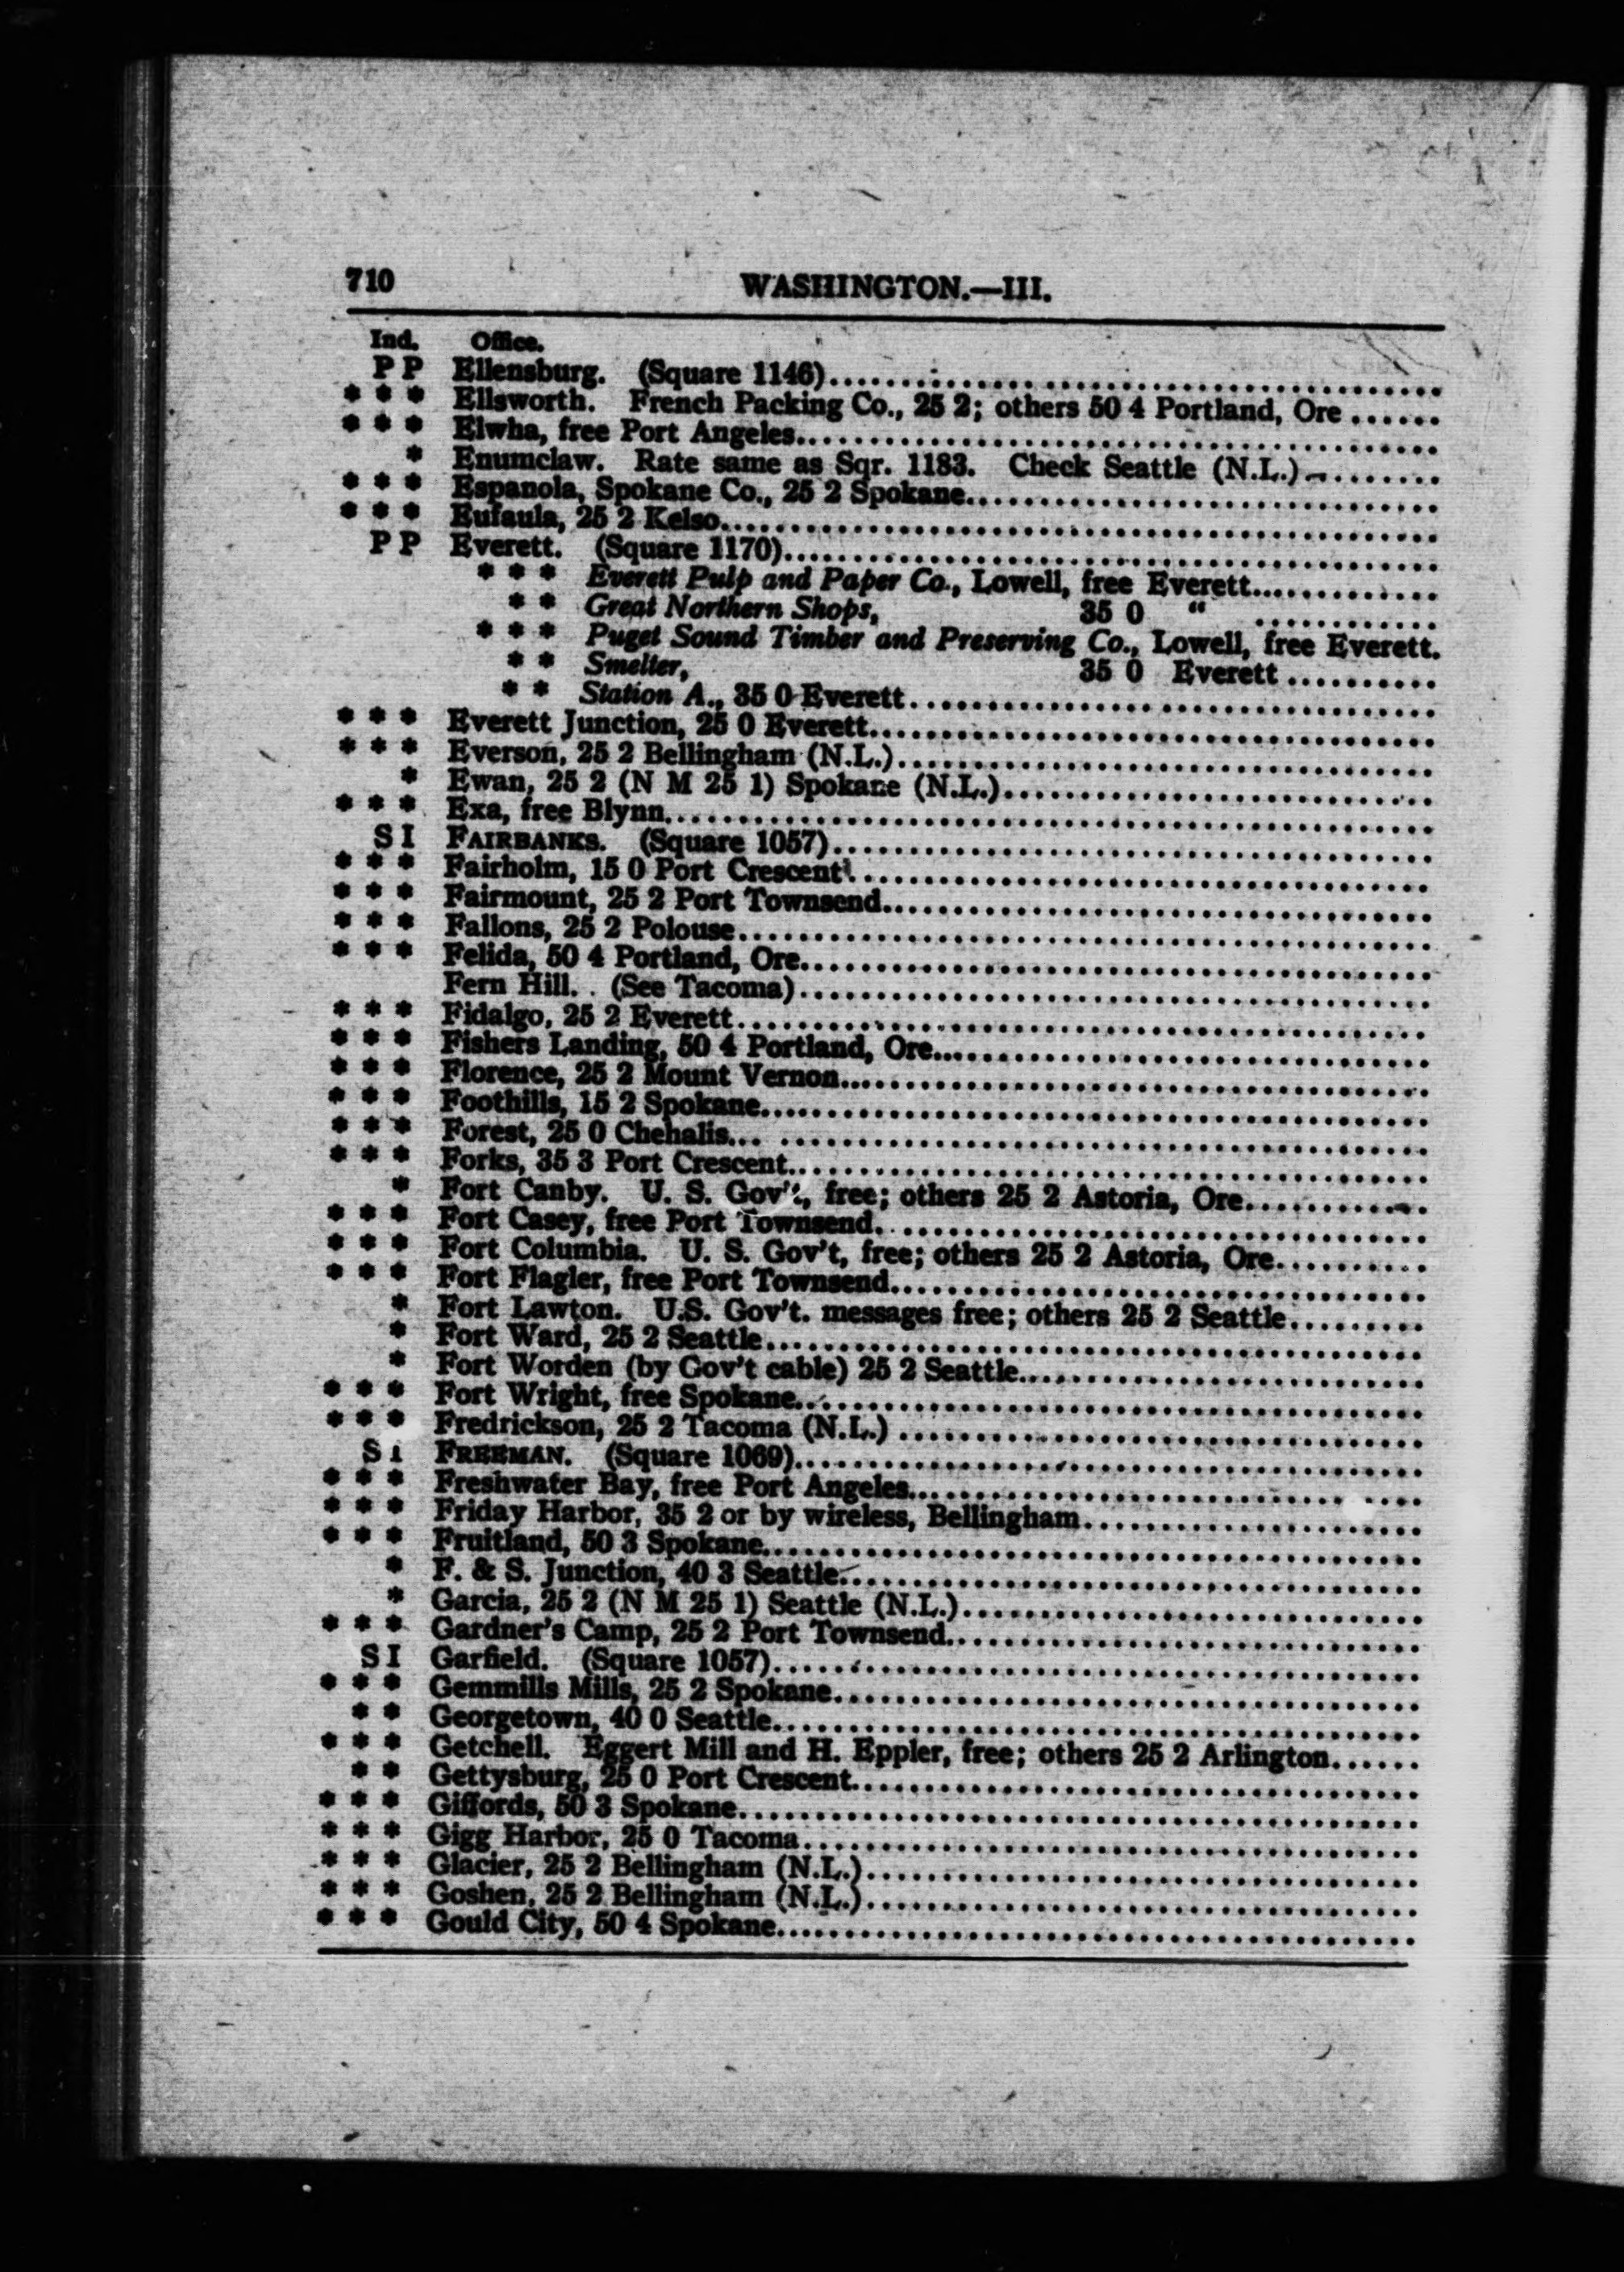 710 WASHINGTON.—III.
Ind. Office.
P P Ellensburg. (Square 1146)
* * * Ellsworth. French Packing Co., 25 2; others 50 4 Portland, Ore
* * * Elwha, free Port Angeles
* Enumclaw. Rate same as Sqr. 1183. Check Seattle (N.L.)
* * * Espanola, Spokane Co., 25 2 Spokane
* * * Eufaula, 25 2 Kelso
P P Everett. (Square 1170)
* * * Everett Pulp and Paper Co., Lowell, free Everett
* * Great Northern Shops, 35 0 "
* * * Puget Sound Timber and Preserving Co., Lowell, free Everett.
* * Smelter, 35 0 Everett
* * Station A., 35 0 Everett
* * * Everett Junction, 25 0 Everett
* * * Everson, 25 2 Bellingham (N.L.)
* Ewan, 25 2 (N M 25 1) Spokane (N.L.)
* * * Exa, free Blynn
S I FAIRBANKS. (Square 1057)
* * * Fairholm, 15 0 Port Crescent
* * * Fairmount, 25 2 Port Townsend
* * * Fallons, 25 2 Polouse
* * * Felida, 50 4 Portland, Ore
Fern Hill. (See Tacoma)
* * * Fidalgo, 25 2 Everett
* * * Fishers Landing, 50 4 Portland, Ore
* * * Florence, 25 2 Mount Vernon
* * * Foothills, 15 2 Spokane
* * * Forest, 25 0 Chehalis
* * * Forks, 35 3 Port Crescent
* Fort Canby. U. S. Gov't, free; others 25 2 Astoria, Ore
* * * Fort Casey, free Port Townsend
* * * Fort Columbia. U. S. Gov't, free; others 25 2 Astoria, Ore
* * * Fort Flagler, free Port Townsend
* Fort Lawton. U.S. Gov't. messages free; others 25 2 Seattle
* Fort Ward, 25 2 Seattle
* Fort Worden (by Gov't cable) 25 2 Seattle
* * * Fort Wright, free Spokane
* * * Fredrickson, 25 2 Tacoma (N.L.)
S I FREEMAN. (Square 1069)
* * * Freshwater Bay, free Port Angeles
* * * Friday Harbor, 35 2 or by wireless, Bellingham
* * * Fruitland, 50 3 Spokane
* F. & S. Junction, 40 3 Seattle
* Garcia, 25 2 (N M 25 1) Seattle (N.L.)
* * * Gardner's Camp, 25 2 Port Townsend
S I Garfield. (Square 1057)
* * * Gemmills Mills, 25 2 Spokane
* * Georgetown, 40 0 Seattle
* * * Getchell. Eggert Mill and H. Eppler, free; others 25 2 Arlington
* * Gettysburg, 25 0 Port Crescent
* * * Giffords, 50 3 Spokane
* * * Gigg Harbor, 25 0 Tacoma
* * * Glacier, 25 2 Bellingham (N.L.)
* * * Goshen, 25 2 Bellingham (N.L.)
* * * Gould City, 50 4 Spokane